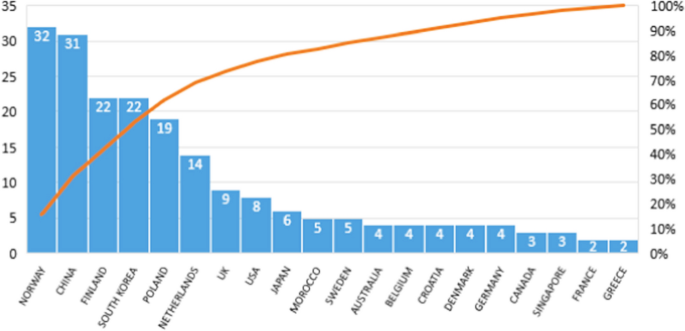 35
30
25
20
15
10
5
0
100%
90%
80%
70%
60%
50%
40%
30%
20%
10%
0%
32
31
22
22
19
14
9
8
6
5
5
4
4
4
4
4
3
3
2
2
NORWAY
CHINA
FINLAND
SOUTH KOREA
POLAND
NETHERLANDS
UK
USA
JAPAN
MOROCCO
SWEDEN
AUSTRALIA
BELGIUM
CROATIA
DENMARK
GERMANY
CANADA
SINGAPORE
FRANCE
GREECE